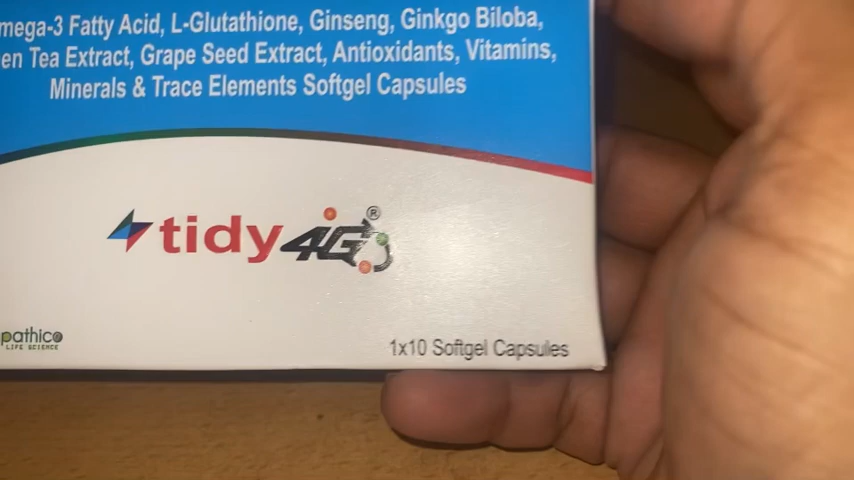 mega-3 Fatty Acid, L-Glutathione, Ginseng, Ginkgo Biloba,
en Tea Extract, Grape Seed Extract, Antioxidants, Vitamins,
Minerals & Trace Elements Softgel Capsules
tidy 4G ®
pathico
LIFE SCIENCE
1x10 Softgel Capsules